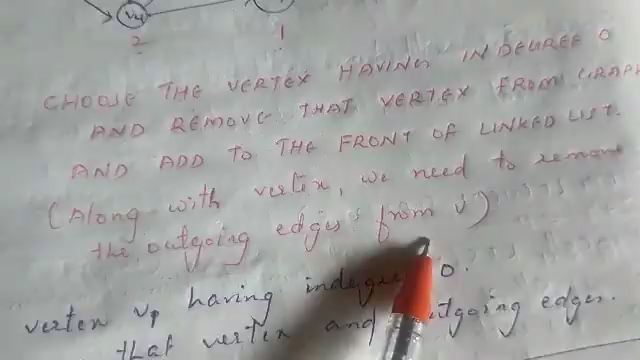 V4
2
1
CHOOSE THE VERTEX HAVING INDEGREE 0
AND REMOVE THAT VERTEX FROM GRAPH
AND ADD TO THE FRONT OF LINKED LIST.
(Along with vertex, we need to remove
the outgoing edges from v)
vertex v1 having indegree 0.
that vertex and outgoing edges.